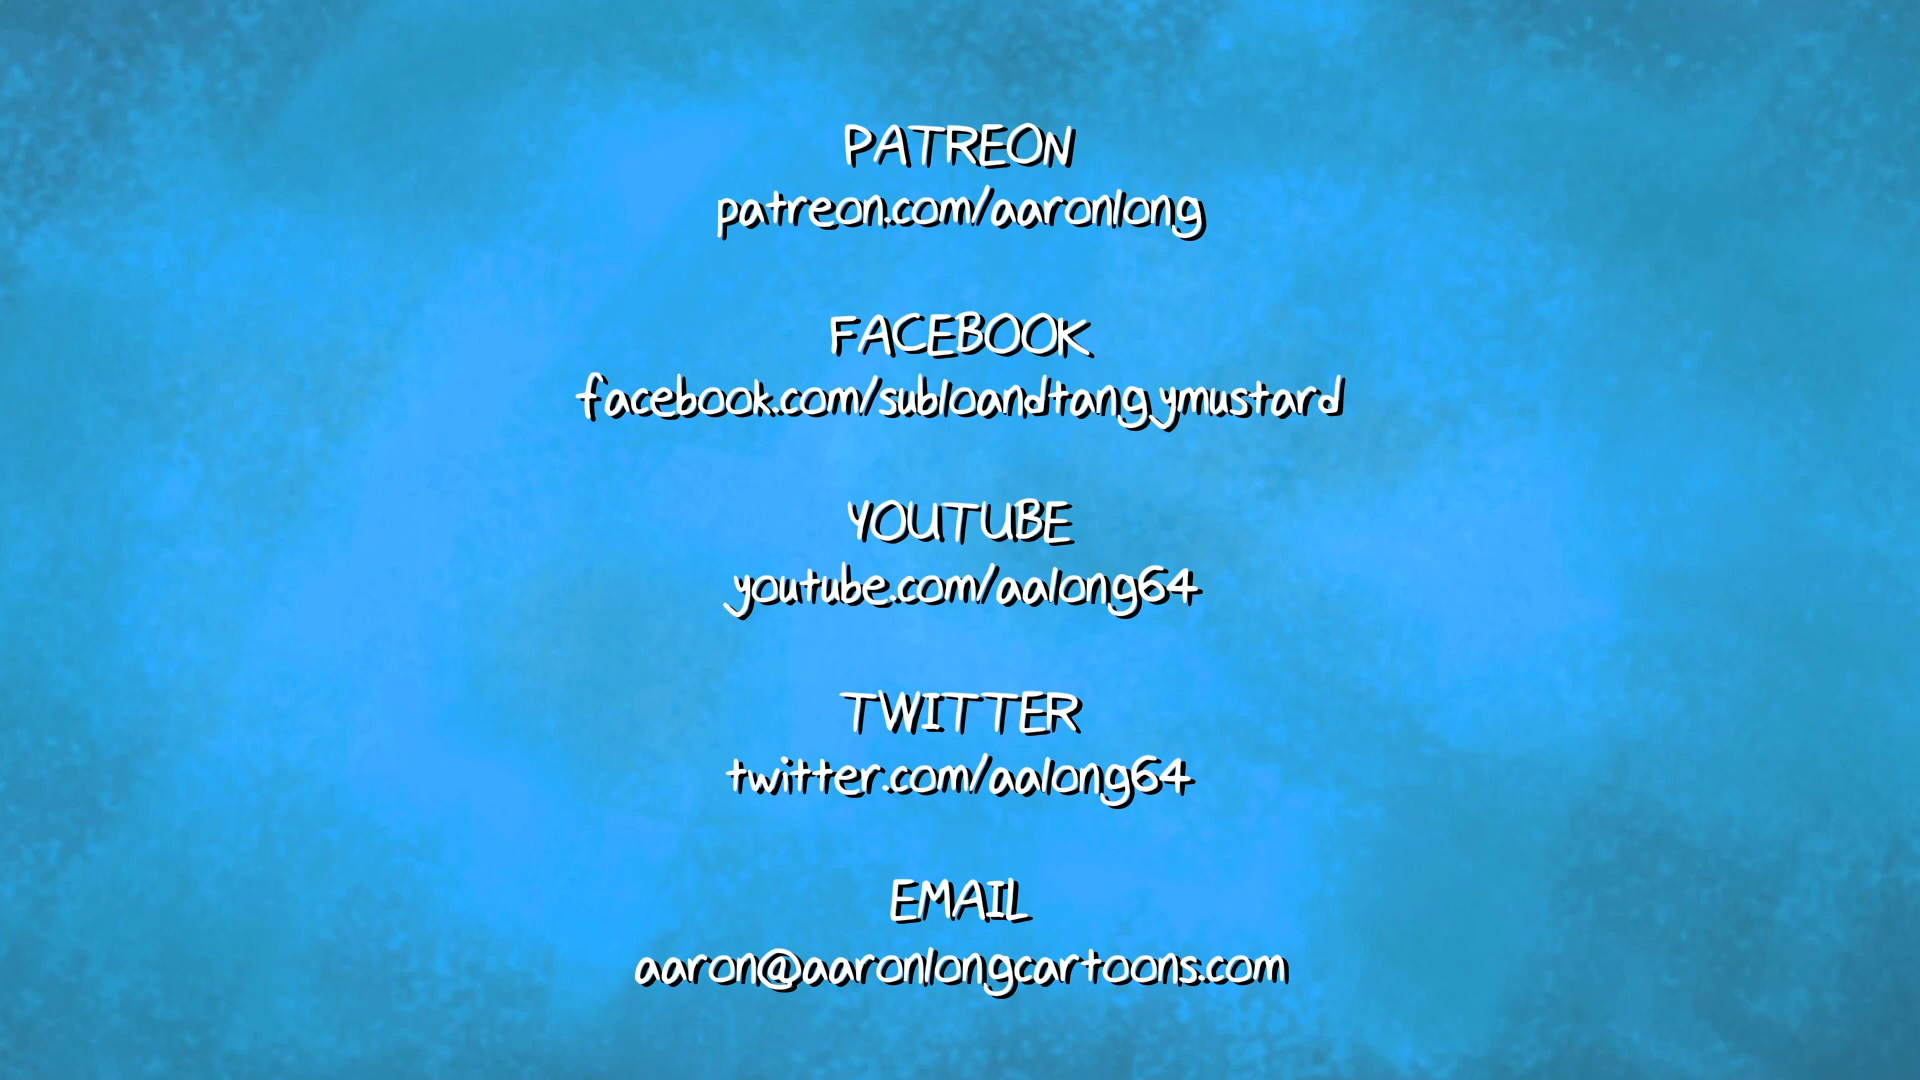 PATREON
patreon.com/aaronlong
FACEBOOK
facebook.com/subloandtangymustard
YOUTUBE
youtube.com/aalong64
TWITTER
twitter.com/aalong64
EMAIL
aaron@aaronlongcartoons.com